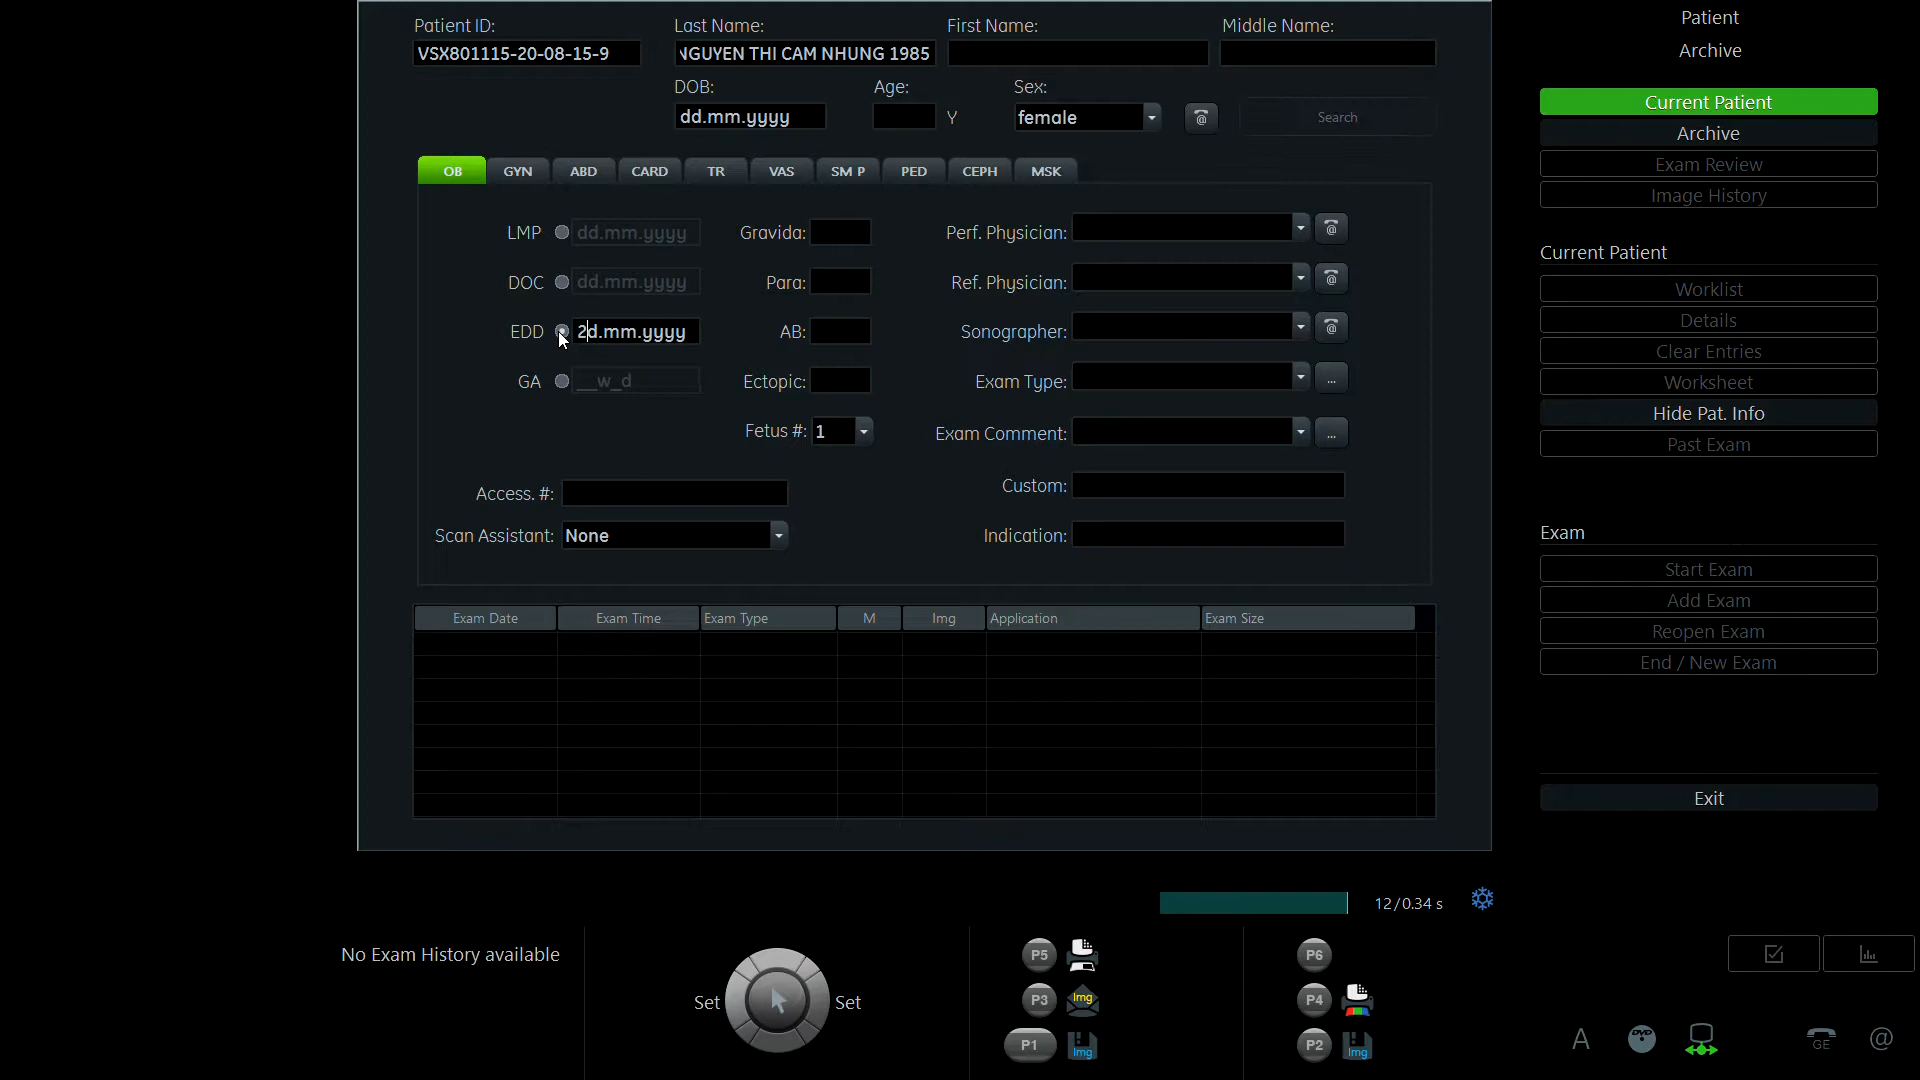 Patient ID: Last Name: First Name: Middle Name:
VSX801115-20-08-15-9 NGUYEN THI CAM NHUNG 1985
DOB: Age: Sex:
dd.mm.yyyy Y female Search
OB GYN ABD CARD TR VAS SM P PED CEPH MSK
LMP dd.mm.yyyy Gravida: Perf. Physician:
DOC dd.mm.yyyy Para: Ref. Physician:
EDD 2d.mm.yyyy AB: Sonographer:
GA __w_d Ectopic: Exam Type: ...
Fetus #: 1 Exam Comment: ...
Access. #: Custom:
Scan Assistant: None Indication:
Exam Date Exam Time Exam Type M Img Application Exam Size
Patient
Archive
Current Patient
Archive
Exam Review
Image History
Current Patient
Worklist
Details
Clear Entries
Worksheet
Hide Pat. Info
Past Exam
Exam
Start Exam
Add Exam
Reopen Exam
End / New Exam
Exit
12/0.34 s
No Exam History available
Set Set
P5 P6
P3 Img P4
P1 Img P2 Img
A DVD GE @